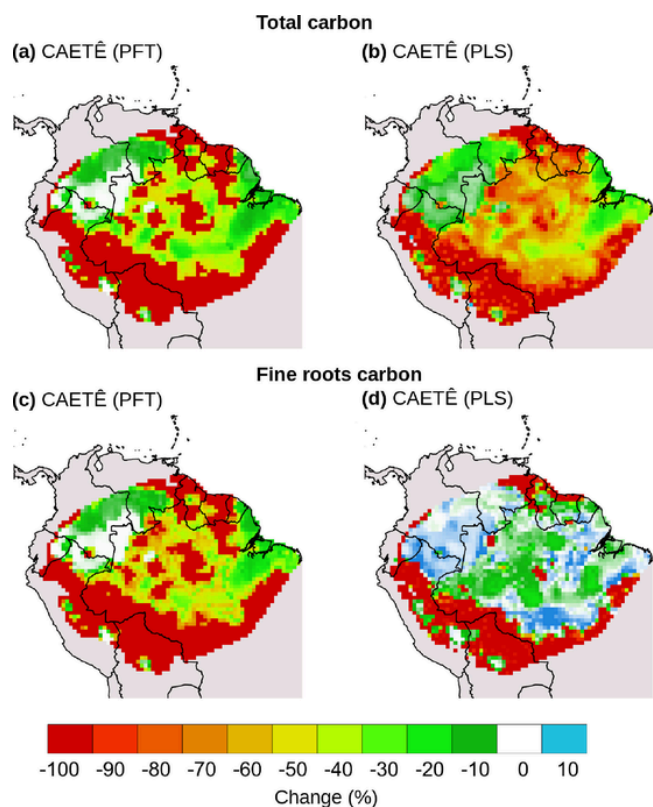 Total carbon
(a) CAETÊ (PFT)
(b) CAETÊ (PLS)
Fine roots carbon
(c) CAETÊ (PFT)
(d) CAETÊ (PLS)
-100 -90 -80 -70 -60 -50 -40 -30 -20 -10 0 10
Change (%)